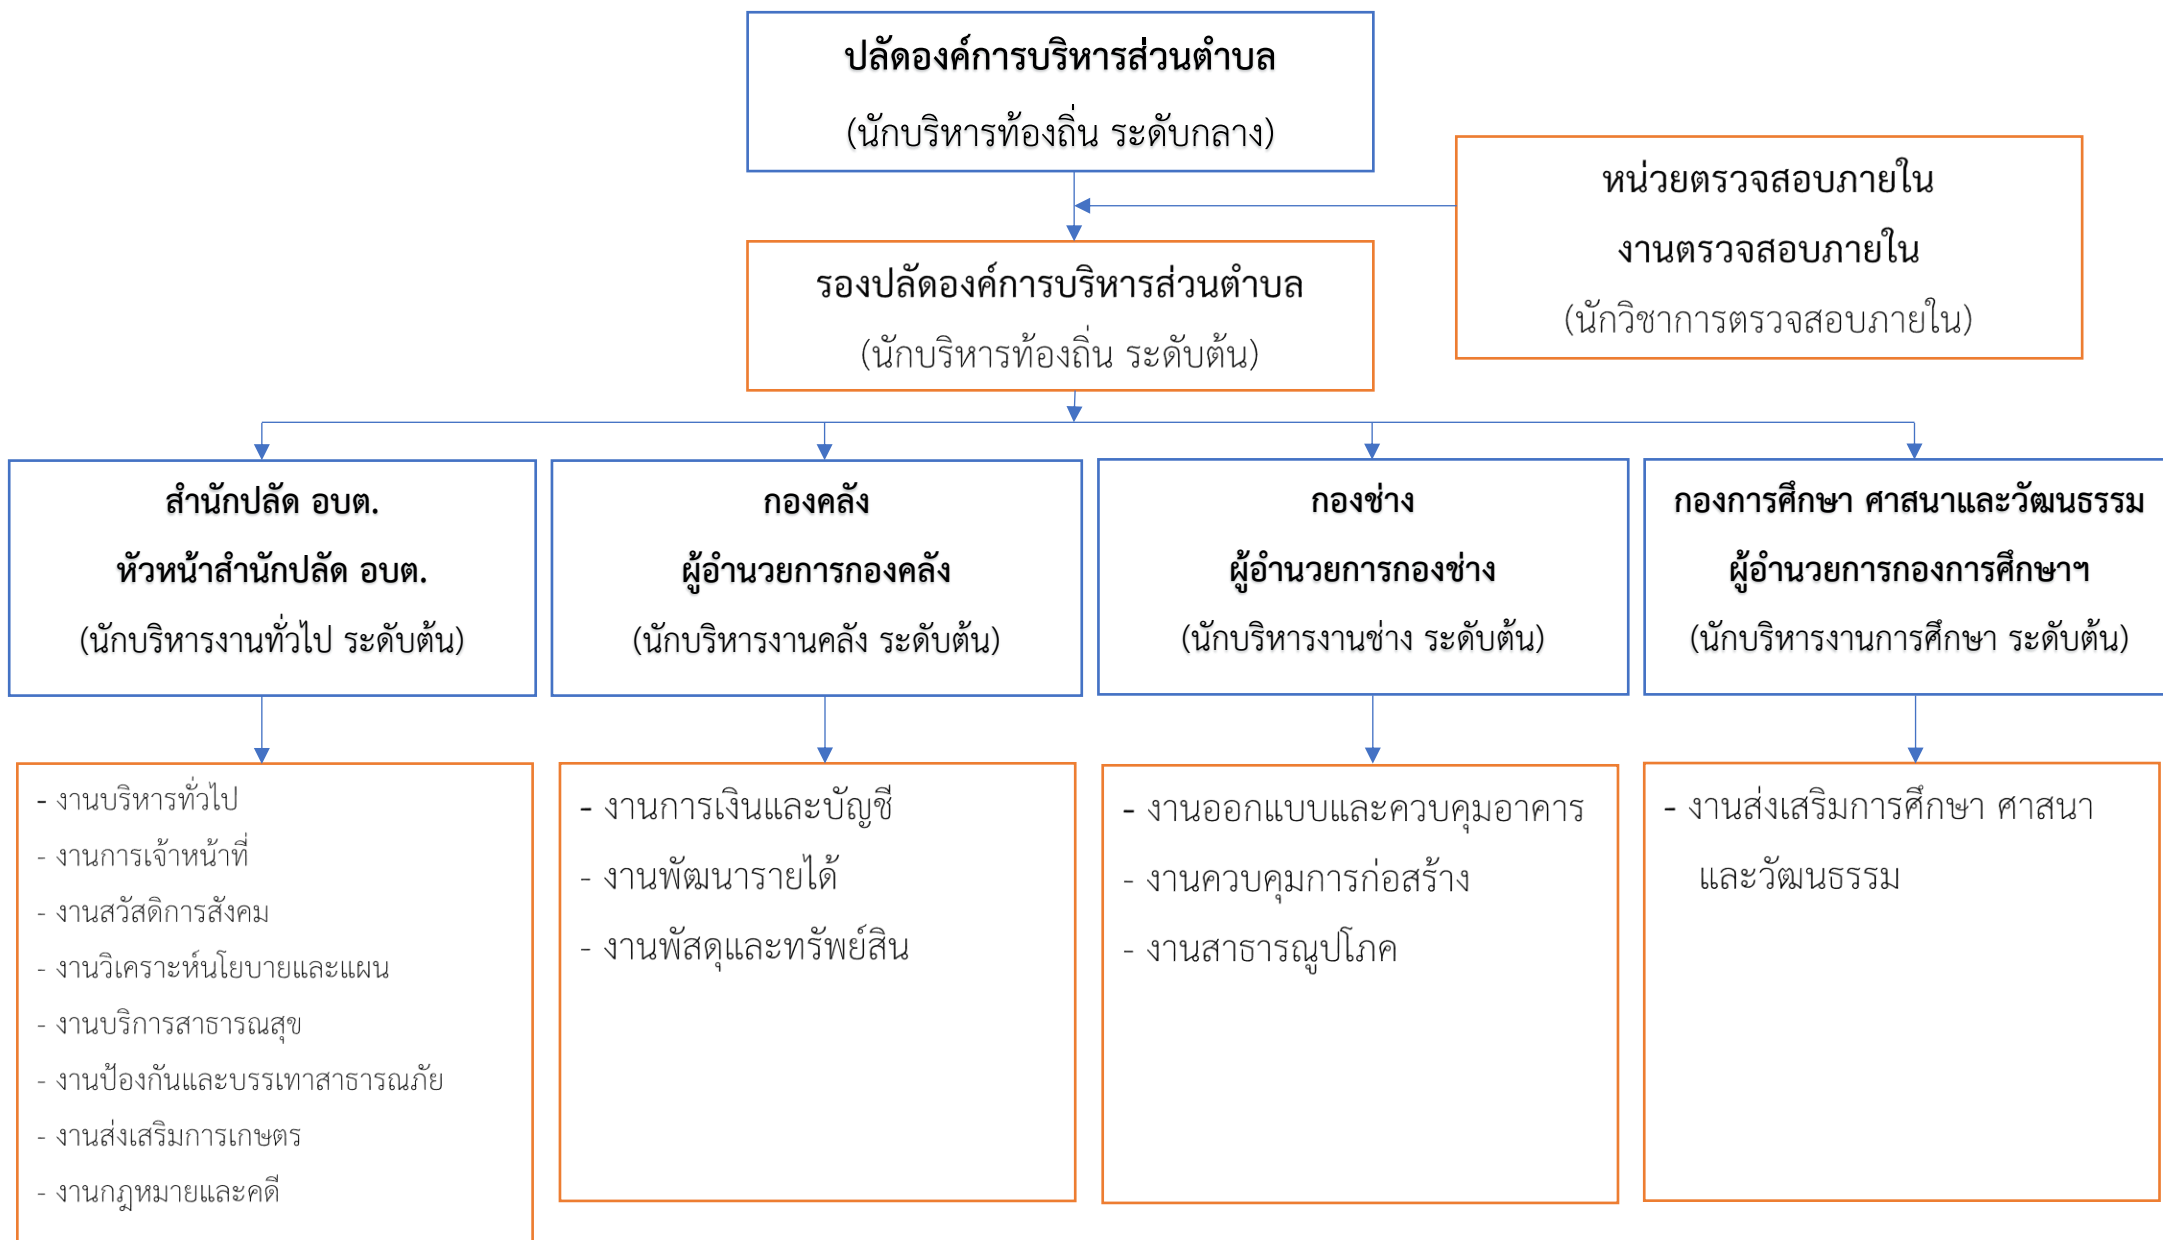 ปลัดองค์การบริหารส่วนตำบล
(นักบริหารท้องถิ่น ระดับกลาง)
หน่วยตรวจสอบภายใน
งานตรวจสอบภายใน
(นักวิชาการตรวจสอบภายใน)
รองปลัดองค์การบริหารส่วนตำบล
(นักบริหารท้องถิ่น ระดับต้น)
สำนักปลัด อบต.
หัวหน้าสำนักปลัด อบต.
(นักบริหารงานทั่วไป ระดับต้น)
กองคลัง
ผู้อำนวยการกองคลัง
(นักบริหารงานคลัง ระดับต้น)
กองช่าง
ผู้อำนวยการกองช่าง
(นักบริหารงานช่าง ระดับต้น)
กองการศึกษา ศาสนาและวัฒนธรรม
ผู้อำนวยการกองการศึกษาฯ
(นักบริหารงานการศึกษา ระดับต้น)
- งานบริหารทั่วไป
- งานการเจ้าหน้าที่
- งานสวัสดิการสังคม
- งานวิเคราะห์นโยบายและแผน
- งานบริการสาธารณสุข
- งานป้องกันและบรรเทาสาธารณภัย
- งานส่งเสริมการเกษตร
- งานกฎหมายและคดี
- งานการเงินและบัญชี
- งานพัฒนารายได้
- งานพัสดุและทรัพย์สิน
- งานออกแบบและควบคุมอาคาร
- งานควบคุมการก่อสร้าง
- งานสาธารณูปโภค
- งานส่งเสริมการศึกษา ศาสนา
และวัฒนธรรม